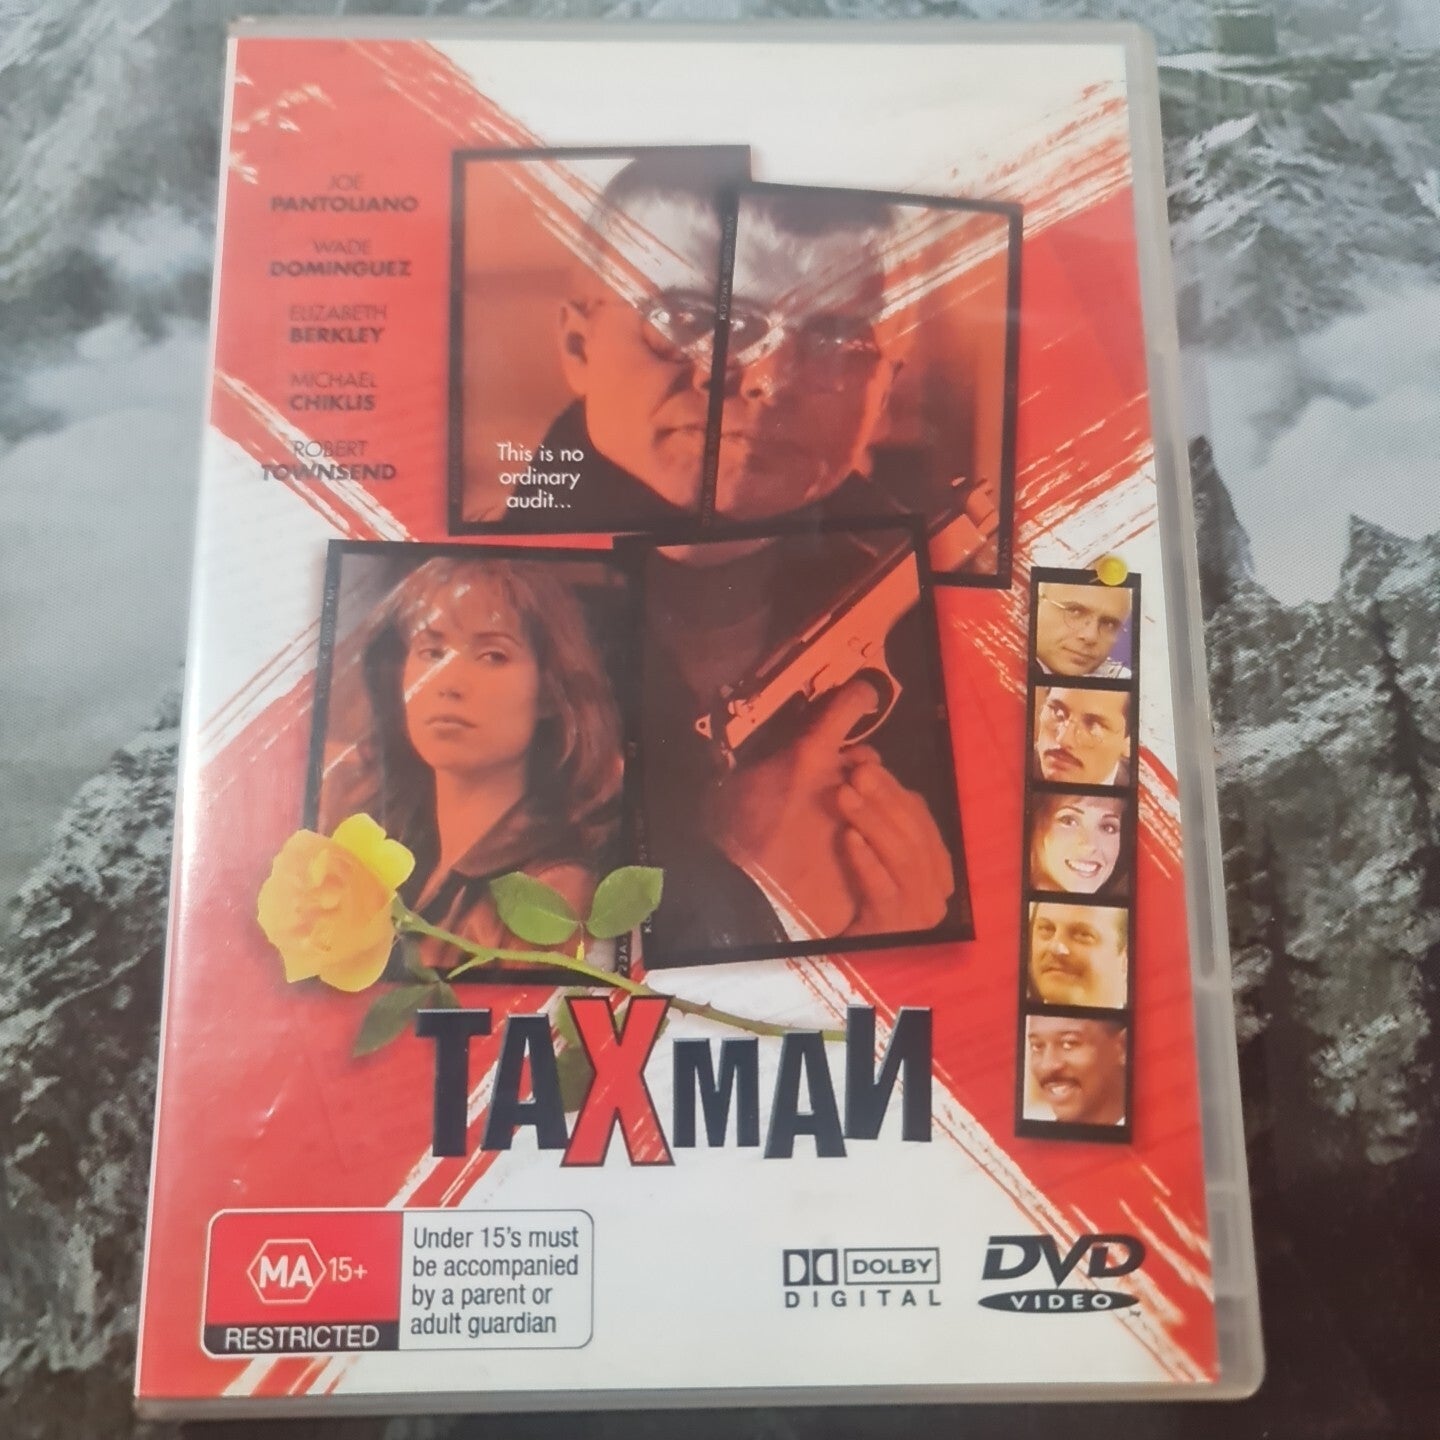 JOE
PANTOLIANO
WADE
DOMINGUEZ
ELIZABETH
BERKLEY
MICHAEL
CHIKLIS
ROBERT
TOWNSEND
This is no
ordinary
audit...
TAXMAN
MA 15+
RESTRICTED
Under 15's must
be accompanied
by a parent or
adult guardian
DOLBY
DIGITAL
DVD
VIDEO